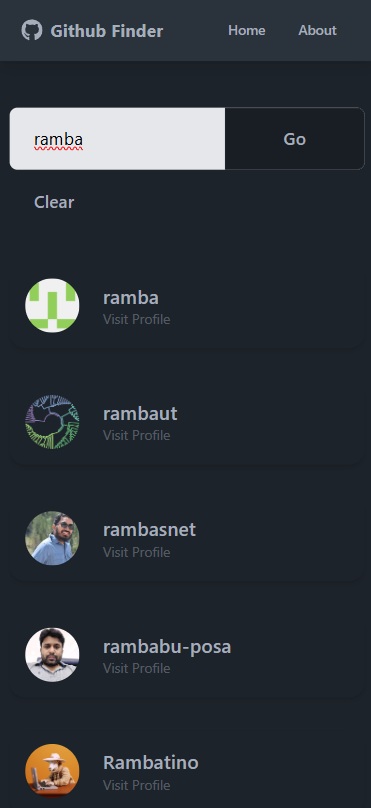 Github Finder Home About
ramba Go
Clear
ramba
Visit Profile
rambaut
Visit Profile
rambasnet
Visit Profile
rambabu-posa
Visit Profile
Rambatino
Visit Profile